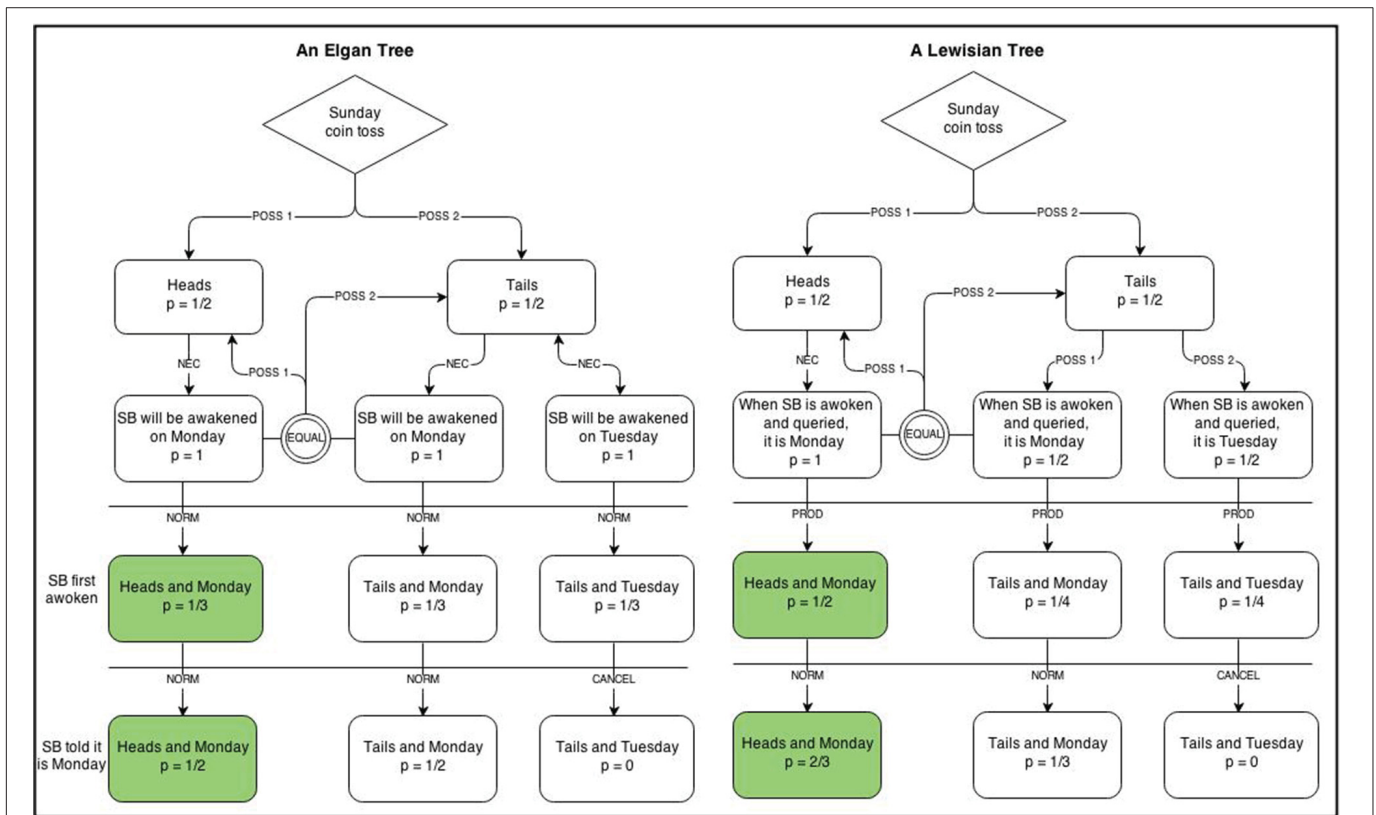 An Elgan Tree
Sunday
coin toss
POSS 1
POSS 2
Heads
p = 1/2
Tails
p = 1/2
POSS 2
NEC
POSS 1
NEC
NEC
SB will be awakened
on Monday
p = 1
EQUAL
SB will be awakened
on Monday
p = 1
SB will be awakened
on Tuesday
p = 1
NORM
NORM
NORM
SB first
awoken
Heads and Monday
p = 1/3
Tails and Monday
p = 1/3
Tails and Tuesday
p = 1/3
NORM
NORM
CANCEL
SB told it
is Monday
Heads and Monday
p = 1/2
Tails and Monday
p = 1/2
Tails and Tuesday
p = 0
A Lewisian Tree
Sunday
coin toss
POSS 1
POSS 2
Heads
p = 1/2
Tails
p = 1/2
POSS 2
NEC
POSS 1
POSS 1
POSS 2
When SB is awoken
and queried,
it is Monday
p = 1
EQUAL
When SB is awoken
and queried,
it is Monday
p = 1/2
When SB is awoken
and queried,
it is Tuesday
p = 1/2
PROD
PROD
PROD
Heads and Monday
p = 1/2
Tails and Monday
p = 1/4
Tails and Tuesday
p = 1/4
NORM
NORM
CANCEL
Heads and Monday
p = 2/3
Tails and Monday
p = 1/3
Tails and Tuesday
p = 0